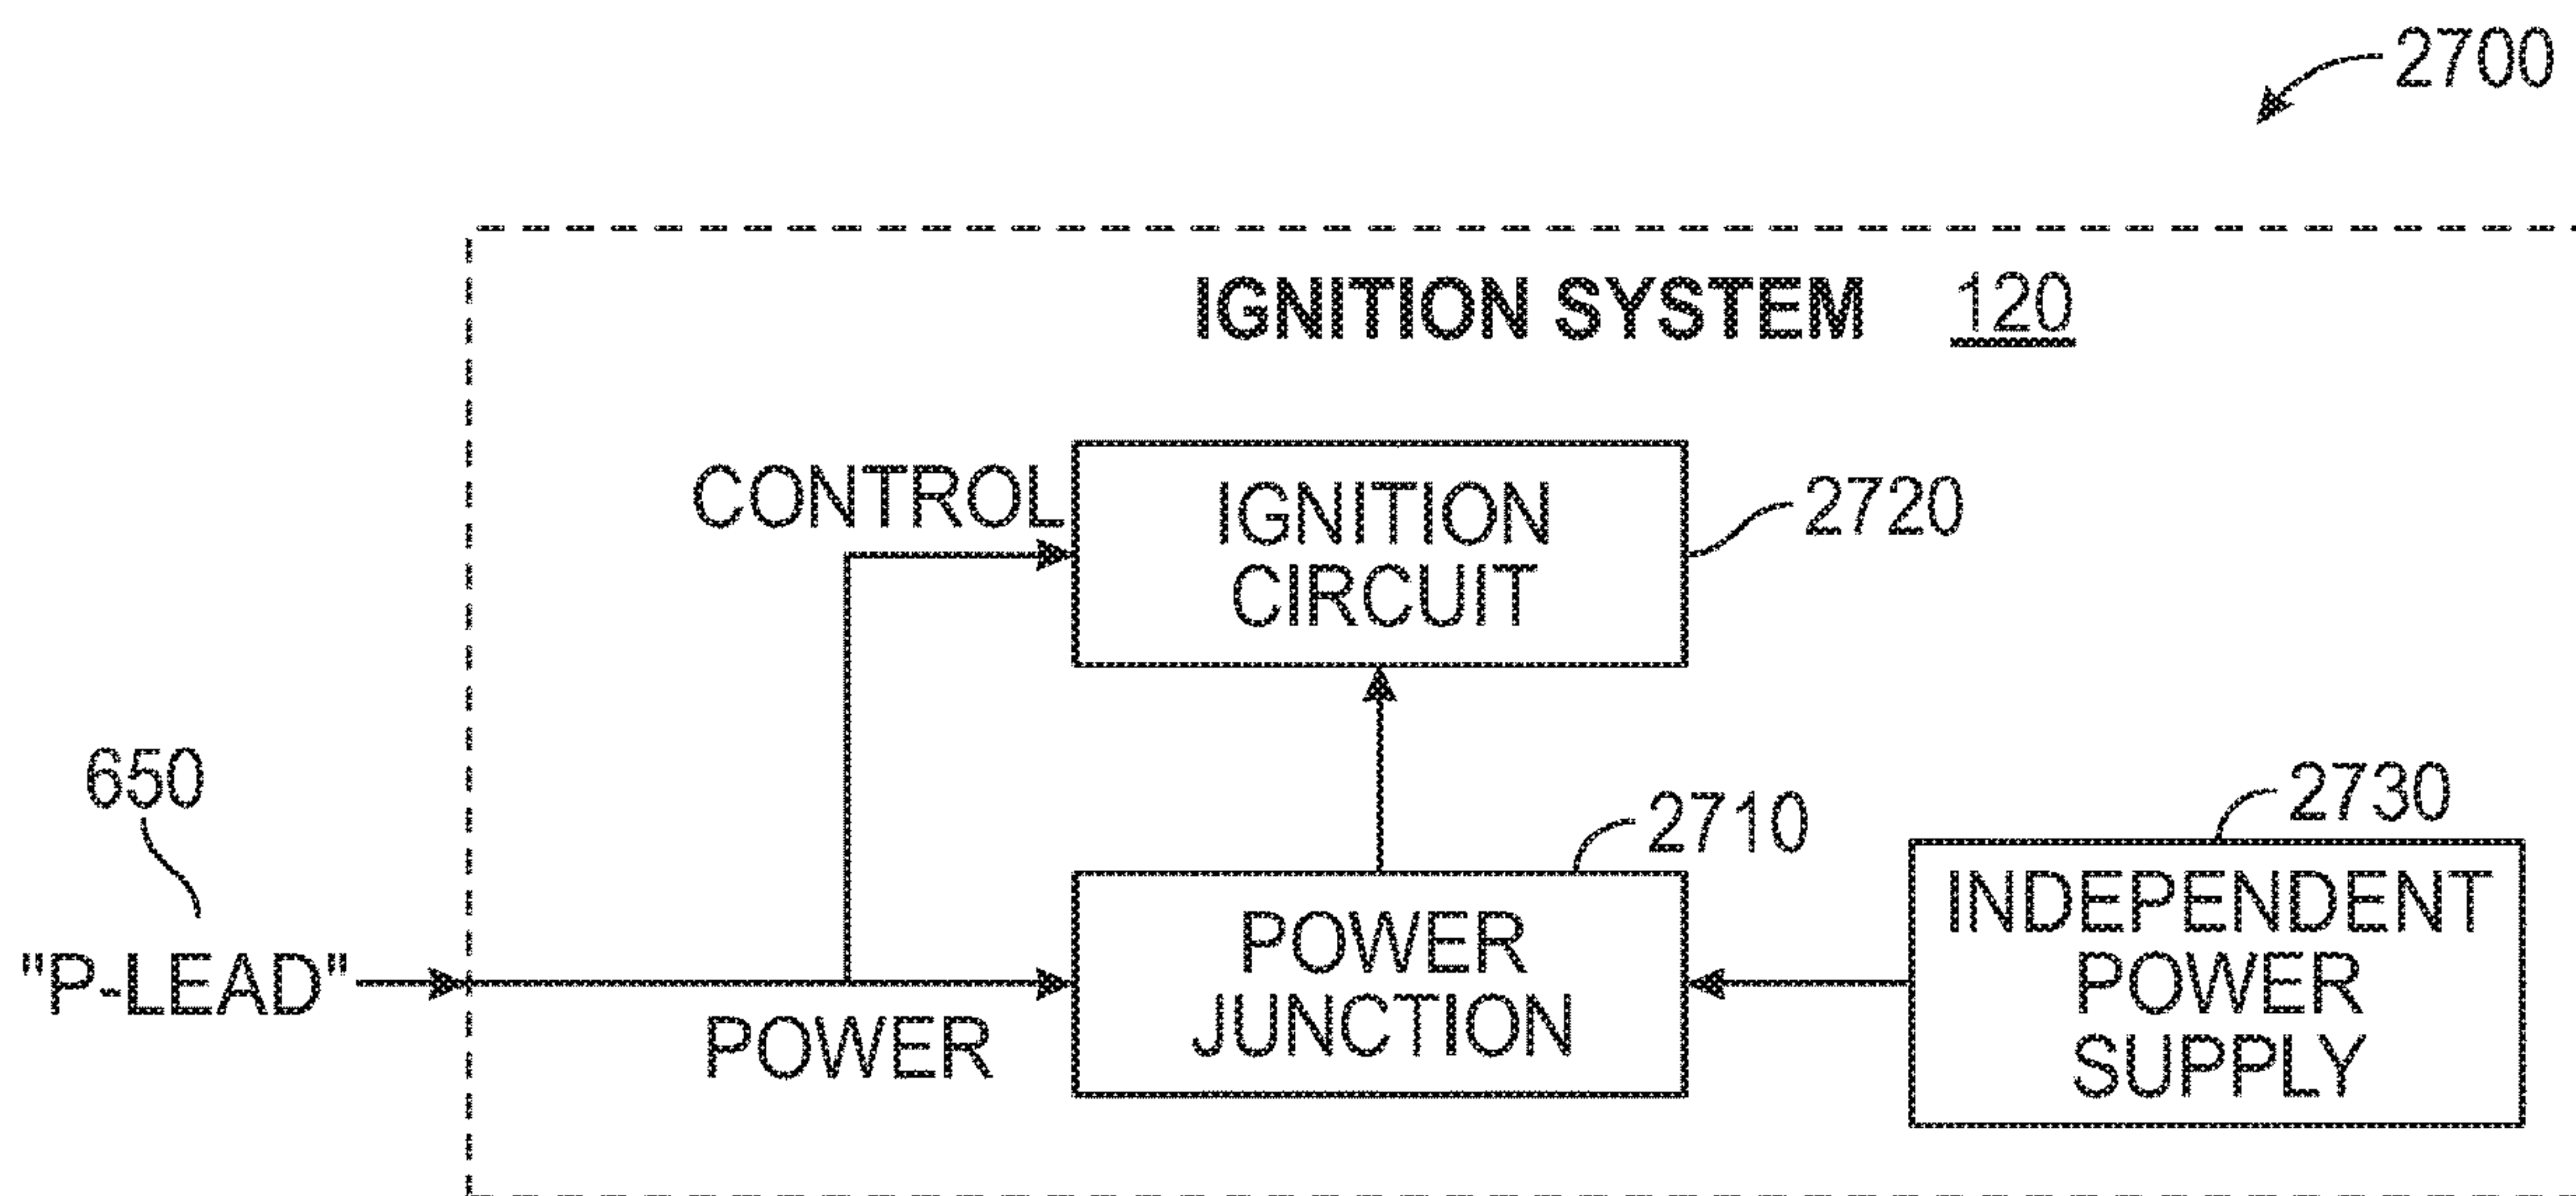 2700
IGNITION SYSTEM 120
CONTROL
IGNITION
CIRCUIT
2720
650
2710
2730
"P-LEAD"
POWER
POWER
JUNCTION
INDEPENDENT
POWER
SUPPLY